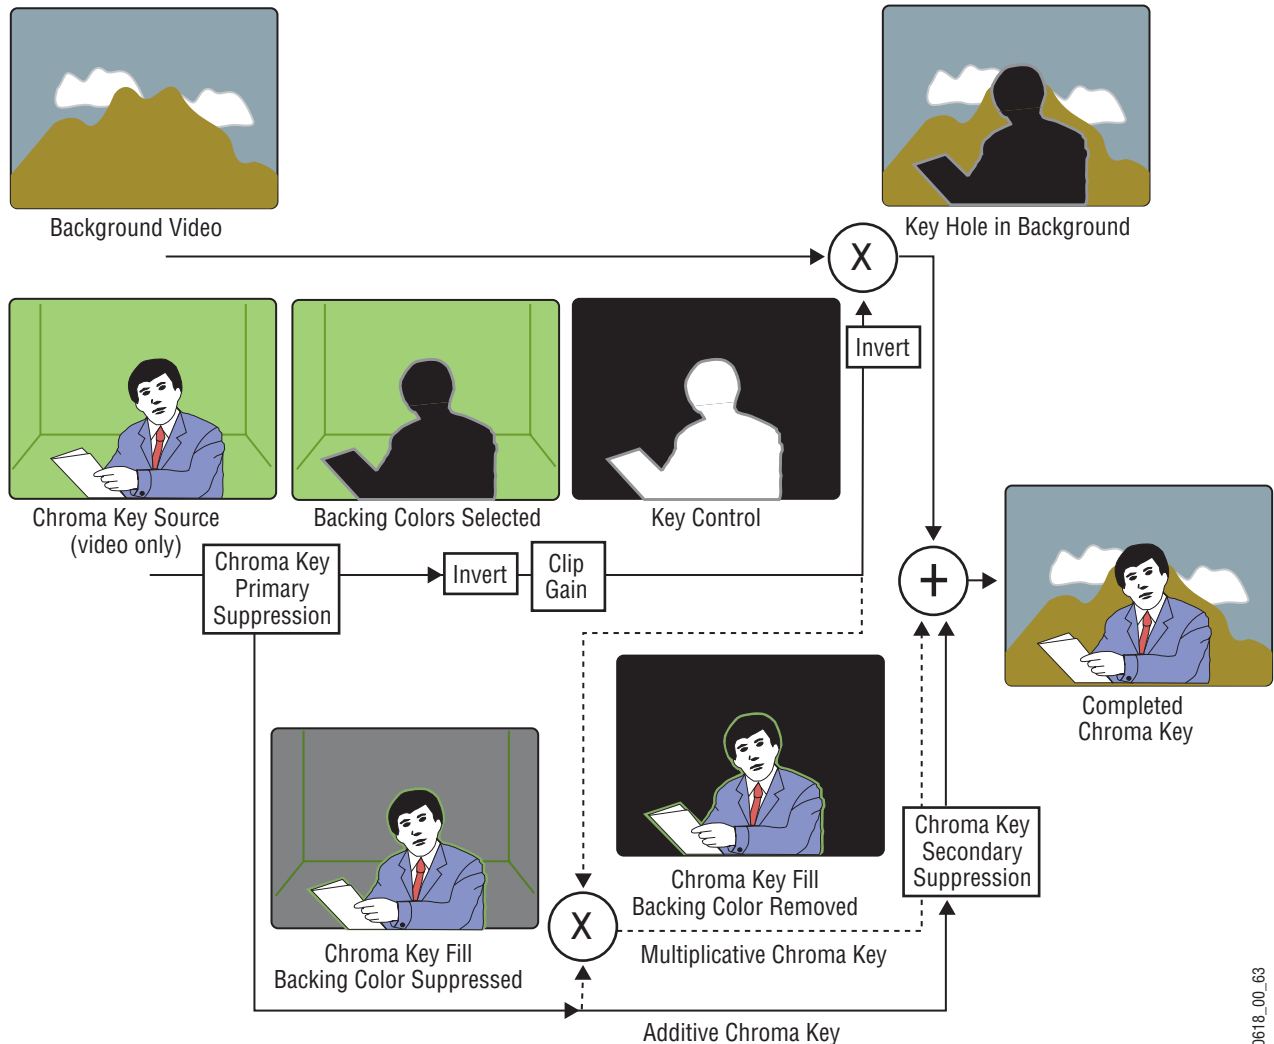 Background Video
Key Hole in Background
X
Invert
Chroma Key Source
(video only)
Backing Colors Selected
Key Control
Chroma Key
Primary
Suppression
Invert
Clip
Gain
+
Completed
Chroma Key
Chroma Key Fill
Backing Color Removed
Chroma Key
Secondary
Suppression
X
Chroma Key Fill
Backing Color Suppressed
Multiplicative Chroma Key
Additive Chroma Key
0618_00_63